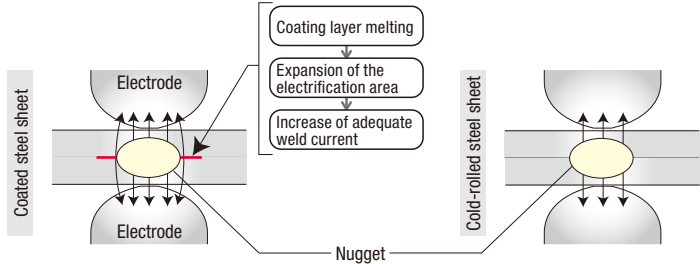 Coated steel sheet
Electrode
Electrode
Coating layer melting
Expansion of the
electrification area
Increase of adequate
weld current
Nugget
Cold-rolled steel sheet